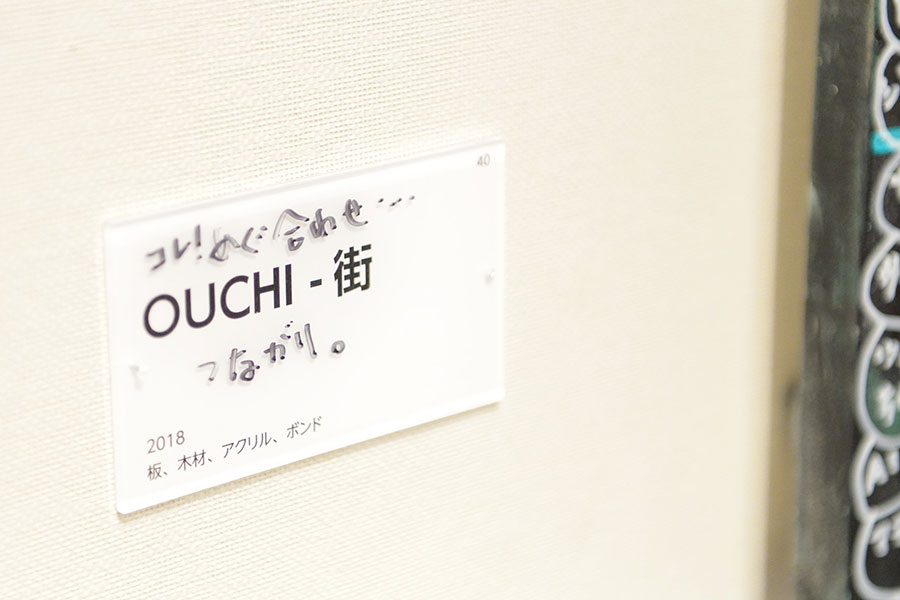 40
コレ!めぐ合わせ…
OUCHI - 街
つながり。
2018
板、木材、アクリル、ボンド